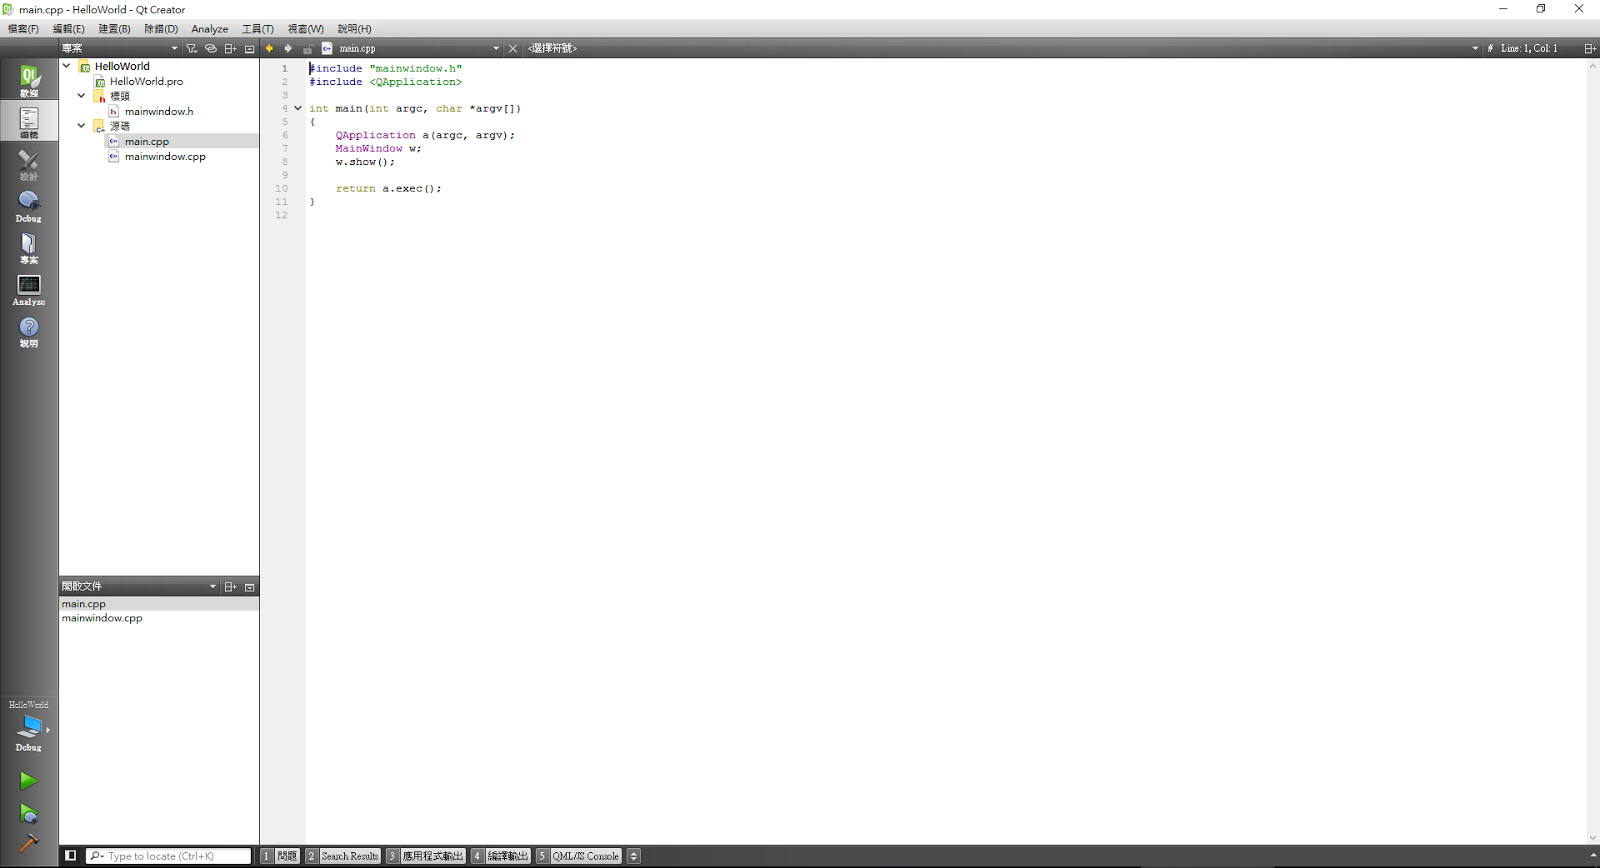 main.cpp - HelloWorld - Qt Creator
檔案(F) 編輯(E) 建置(B) 除錯(D) Analyze 工具(T) 視窗(W) 說明(H)
專案
main.cpp
<選擇符號>
# Line: 1, Col: 1
歡迎
編輯
設計
Debug
專案
Analyze
說明
HelloWorld
HelloWorld.pro
標頭
mainwindow.h
源碼
main.cpp
mainwindow.cpp
1 #include "mainwindow.h"
2 #include <QApplication>
3
4 int main(int argc, char *argv[])
5 {
6 QApplication a(argc, argv);
7 MainWindow w;
8 w.show();
9
10 return a.exec();
11 }
12
開啟文件
main.cpp
mainwindow.cpp
HelloWorld
Debug
Type to locate (Ctrl+K)
1 問題 2 Search Results 3 應用程式輸出 4 編譯輸出 5 QML/JS Console